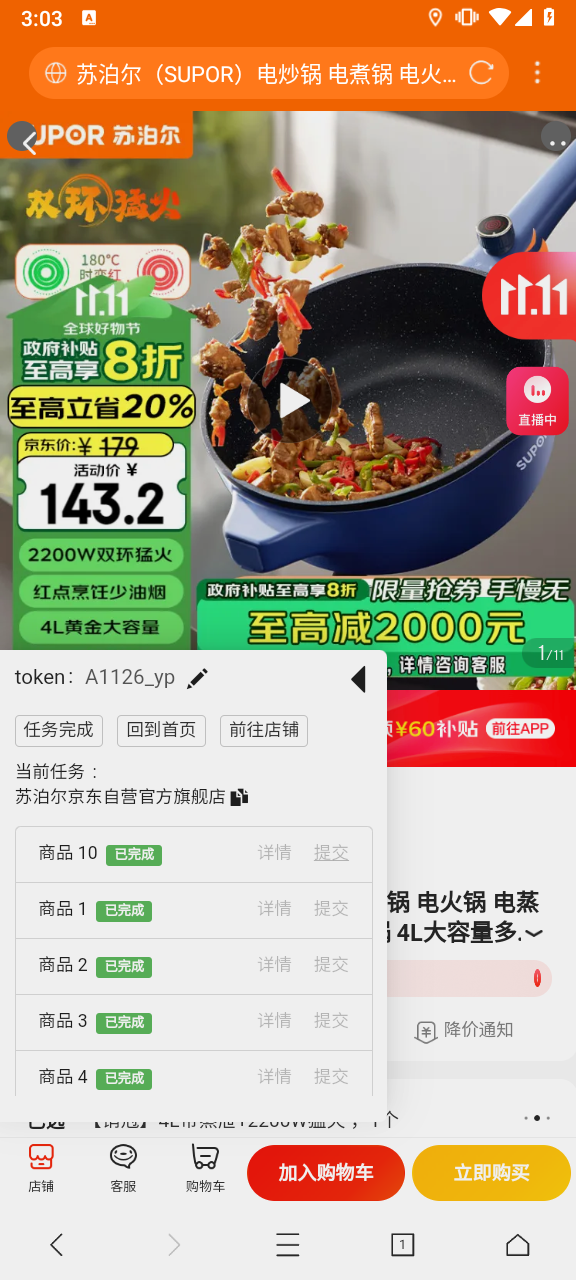 3:03
苏泊尔（SUPOR）电炒锅 电煮锅 电火...
SUPOR 苏泊尔
双环猛火
180°C
时变红
11.11
全球好物节
政府补贴
至高享8折
至高立省20%
京东价:¥ 179
活动价 ¥
143.2
2200W双环猛火
红点烹饪少油烟
4L黄金大容量
11.11
直播中
SUPOR
政府补贴至高享8折 限量抢券 手慢无
至高减2000元
，详情咨询客服
1/11
token: A1126_yp
任务完成 回到首页 前往店铺
当前任务：
苏泊尔京东自营官方旗舰店
¥60补贴 前往APP
商品 10 已完成 详情 提交
商品 1 已完成 详情 提交
商品 2 已完成 详情 提交
商品 3 已完成 详情 提交
商品 4 已完成 详情 提交
锅 电火锅 电蒸
4L大容量多...
降价通知
店铺 客服 购物车 加入购物车 立即购买
1